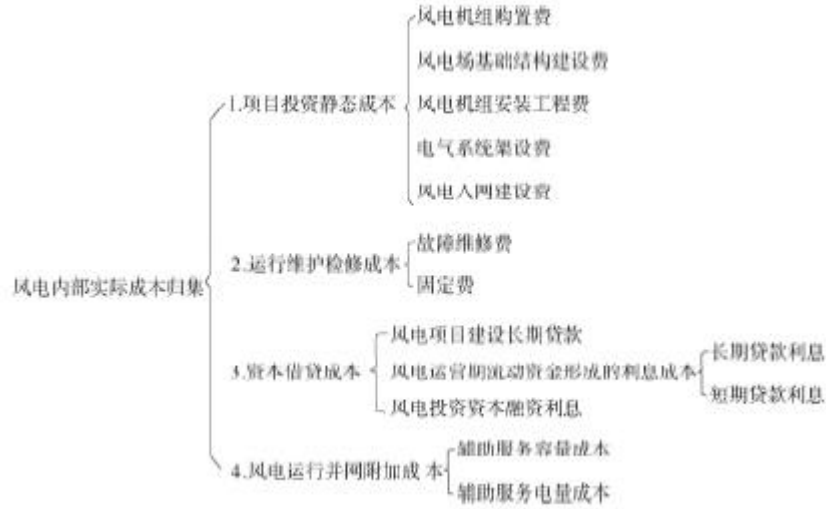 风电内部实际成本归集
1.项目投资静态成本
风电机组购置费
风电场基础结构建设费
风电机组安装工程费
电气系统架设费
风电入网建设费
2.运行维护检修成本
故障维修费
固定费
3.资本借贷成本
风电项目建设长期贷款
风电运营期流动资金形成的利息成本
长期贷款利息
短期贷款利息
风电投资资本融资利息
4.风电运行并网附加成本
辅助服务容量成本
辅助服务电量成本